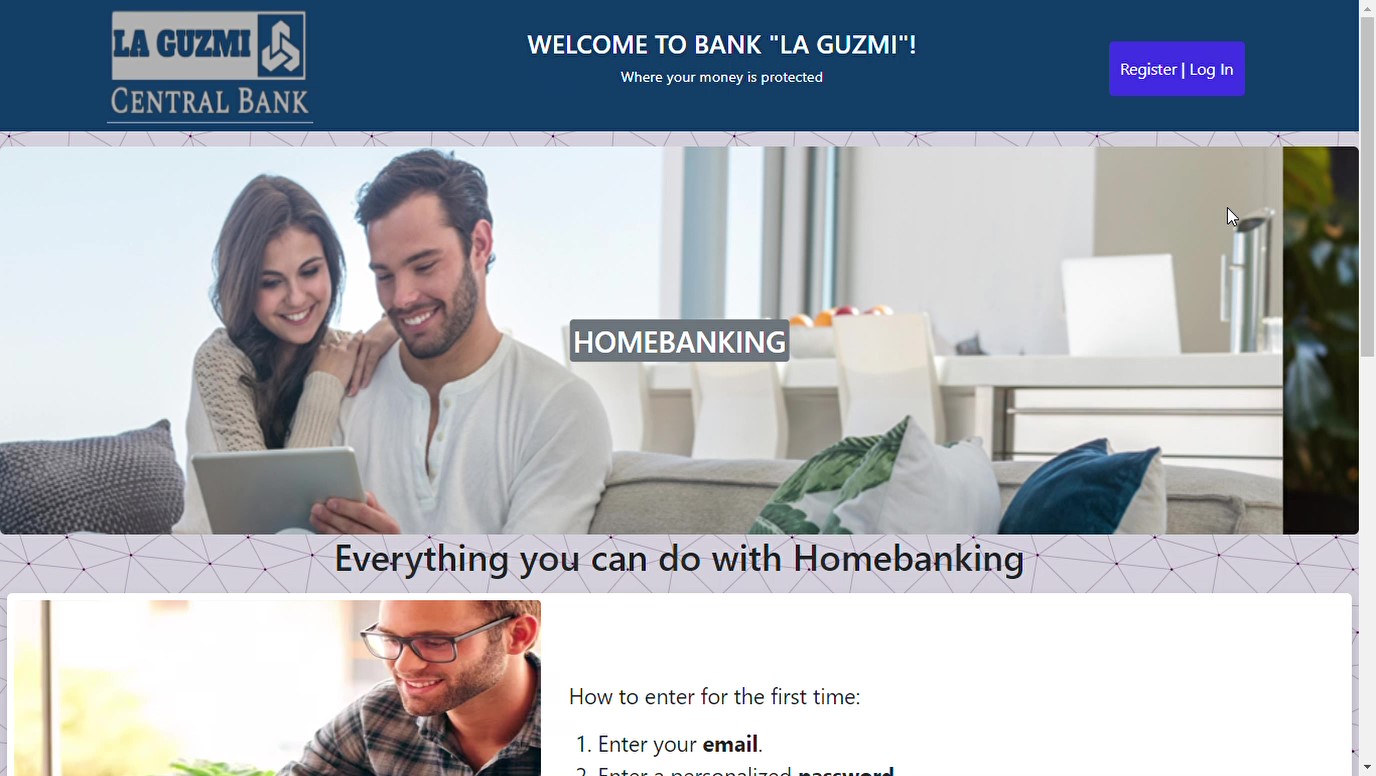 LA GUZMI
CENTRAL BANK
WELCOME TO BANK "LA GUZMI"!
Where your money is protected
Register | Log In
HOMEBANKING
Everything you can do with Homebanking
How to enter for the first time:
1. Enter your email.
2. Enter a personalized password